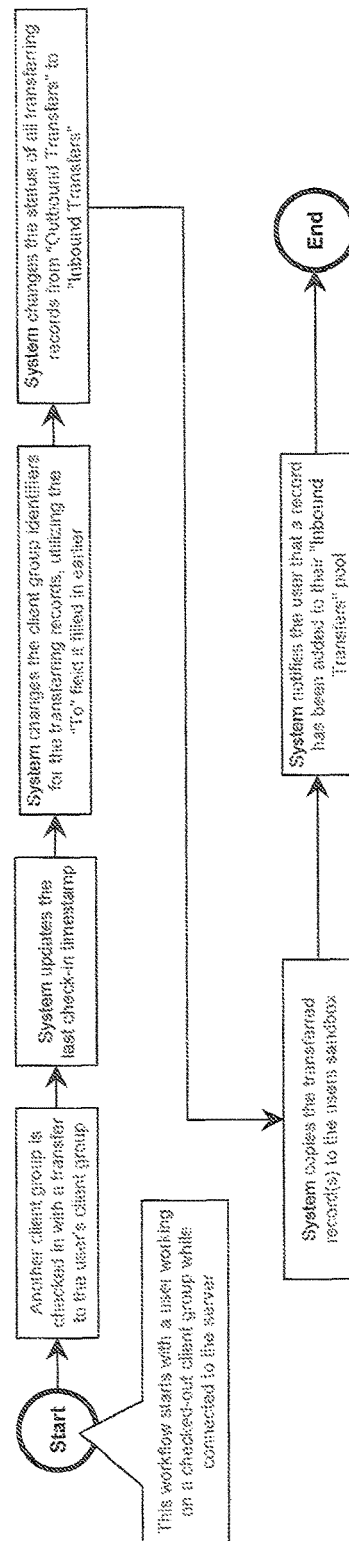 Start
This workflow starts with a user working
on a checked-out client group while
connected to the server
Another client group is
checked in with a transfer
to the user's client group
System updates the
last check-in timestamp
System changes the client group identifiers
for the transferring records, utilizing the
"To" field it filled in earlier
System changes the status of all transferring
records from "Outbound Transfers" to
"Inbound Transfers"
System copies the transferred
record(s) to the users sandbox
System notifies the user that a record
has been added to their "Inbound
Transfers" pool
End